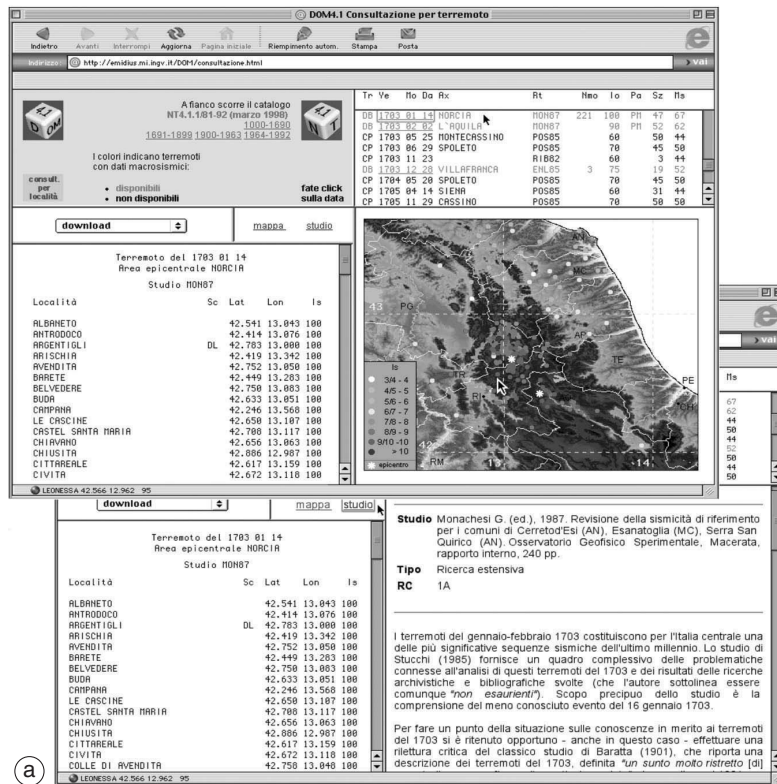 DOM4.1 Consultazione per terremoto
Indietro Avanti Interrompi Aggiorna Pagina iniziale Riempimento autom. Stampa Posta
Indirizzo: http://emidius.mi.ingv.it/DOM/consultazione.html vai
A fianco scorre il catalogo
NT4.1.1/81-92 (marzo 1998)
1000-1690
1691-1899 1900-1963 1964-1992
I colori indicano terremoti
con dati macrosismici:
• disponibili
• non disponibili
consult.
per
località
fate click
sulla data
Tr Ye Mo Da Ax Rt Nmo Io Pa Sz Ms
DB 1703 01 14 NORCIA MON87 221 100 PM 47 67
DB 1703 02 02 L'AQUILA MON87 90 PM 52 62
CP 1703 05 25 MONTECASSINO POS85 60 50 44
CP 1703 06 29 SPOLETO POS85 70 45 50
CP 1703 11 23 RIB82 60 3 44
DB 1703 12 28 VILLAFRANCA ENL85 3 75 19 52
CP 1704 05 20 SPOLETO POS85 70 45 50
CP 1705 04 14 SIENA POS85 60 31 44
CP 1705 11 29 CASSINO POS85 70 50 50
download mappa studio
Terremoto del 1703 01 14
Area epicentrale NORCIA
Studio MON87
Località Sc Lat Lon Is
ALBANETO 42.541 13.043 100
ANTRODOCO 42.414 13.076 100
ARGENTIGLI DL 42.783 13.000 100
ARISCHIA 42.419 13.342 100
AVENDITA 42.752 13.050 100
BARETE 42.449 13.283 100
BELVEDERE 42.750 13.083 100
BUDA 42.633 13.051 100
CAMPANA 42.246 13.568 100
LE CASCINE 42.650 13.107 100
CASTEL SANTA MARIA 42.708 13.117 100
CHIAVANO 42.656 13.063 100
CHIUSITA 42.886 12.987 100
CITTAREALE 42.617 13.159 100
CIVITA 42.672 13.118 100
LEONESSA 42.566 12.962 95
AN
MC
43
PG
AP
TE
TR
PE
RI
CH
42
RM
13
14
Is
3/4 - 4
4/5 - 5
5/6 - 6
6/7 - 7
7/8 - 8
8/9 - 9
9/10 -10
> 10
epicentro
vai
Ms
67
62
44
50
44
52
50
44
50
download mappa studio
Terremoto del 1703 01 14
Area epicentrale NORCIA
Studio MON87
Località Sc Lat Lon Is
ALBANETO 42.541 13.043 100
ANTRODOCO 42.414 13.076 100
ARGENTIGLI DL 42.783 13.000 100
ARISCHIA 42.419 13.342 100
AVENDITA 42.752 13.050 100
BARETE 42.449 13.283 100
BELVEDERE 42.750 13.083 100
BUDA 42.633 13.051 100
CAMPANA 42.246 13.568 100
LE CASCINE 42.650 13.107 100
CASTEL SANTA MARIA 42.708 13.117 100
CHIAVANO 42.656 13.063 100
CHIUSITA 42.886 12.987 100
CITTAREALE 42.617 13.159 100
CIVITA 42.672 13.118 100
COLLE DI AVENDITA 42.758 13.048 100
LEONESSA 42.566 12.962 95
Studio Monachesi G. (ed.), 1987. Revisione della sismicità di riferimento
per i comuni di Cerretod'Esi (AN), Esanatoglia (MC), Serra San
Quirico (AN). Osservatorio Geofisico Sperimentale, Macerata,
rapporto interno, 240 pp.
Tipo Ricerca estensiva
RC 1A
I terremoti del gennaio-febbraio 1703 costituiscono per l'Italia centrale una
delle più significative sequenze sismiche dell'ultimo millennio. Lo studio di
Stucchi (1985) fornisce un quadro complessivo delle problematiche
connesse all'analisi di questi terremoti del 1703 e dei risultati delle ricerche
archivistiche e bibliografiche svolte (che l'autore sottolinea essere
comunque "non esaurienti"). Scopo precipuo dello studio è la
comprensione del meno conosciuto evento del 16 gennaio 1703.
Per fare un punto della situazione sulle conoscenze in merito ai terremoti
del 1703 si è ritenuto opportuno - anche in questo caso - effettuare una
rilettura critica del classico studio di Baratta (1901), che riporta una
descrizione dei terremoti del 1703, definita "un sunto molto ristretto [di]
a